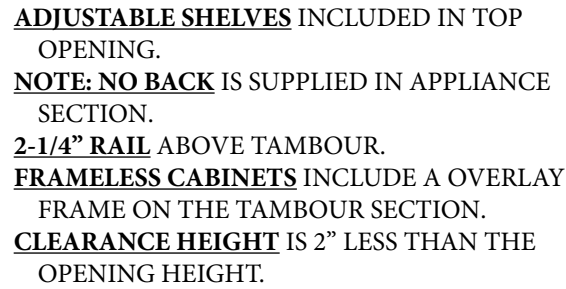 ADJUSTABLE SHELVES INCLUDED IN TOP
OPENING.
NOTE: NO BACK IS SUPPLIED IN APPLIANCE
SECTION.
2-1/4” RAIL ABOVE TAMBOUR.
FRAMELESS CABINETS INCLUDE A OVERLAY
FRAME ON THE TAMBOUR SECTION.
CLEARANCE HEIGHT IS 2” LESS THAN THE
OPENING HEIGHT.